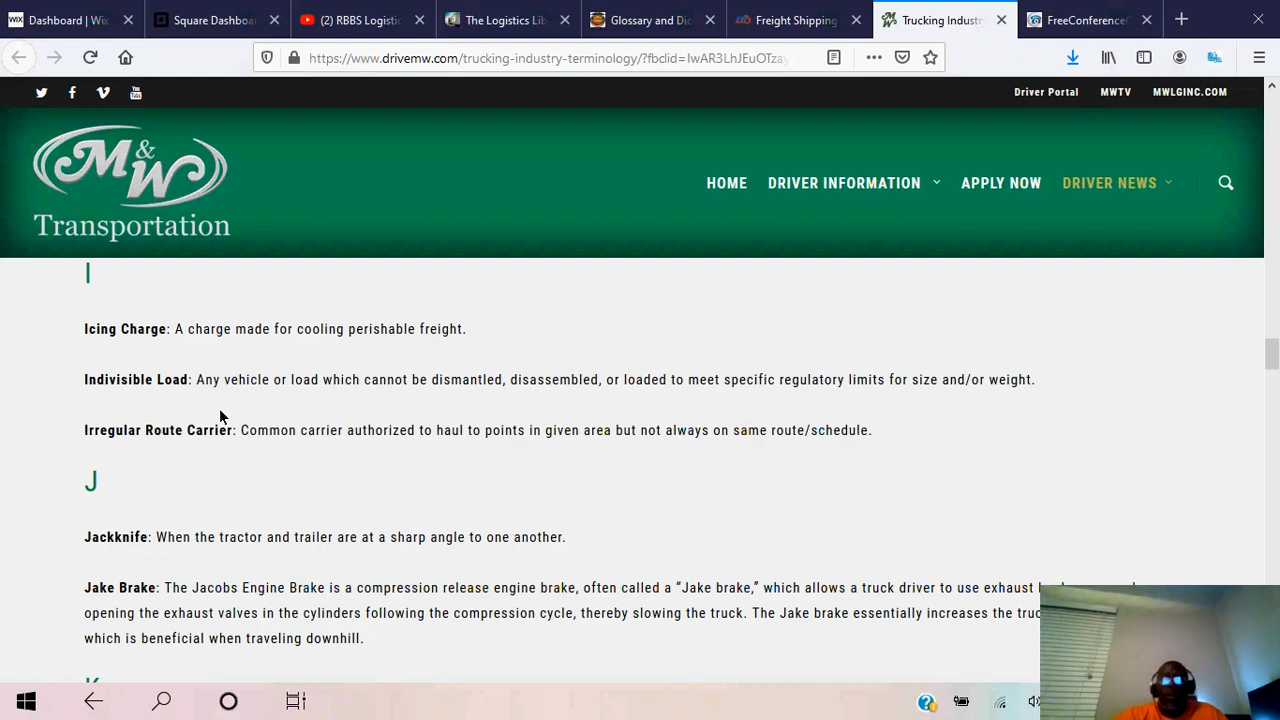 WIX Dashboard | Wix
Square Dashboa
(2) RBBS Logistic
The Logistics Lib
Glossary and Dic
Freight Shipping
Trucking Industr
FreeConference
https://www.drivemw.com/trucking-industry-terminology/?fbclid=IwAR3LhJEuOTzay
Driver Portal MWTV MWLGINC.COM
M&W
Transportation
HOME DRIVER INFORMATION APPLY NOW DRIVER NEWS
I
Icing Charge: A charge made for cooling perishable freight.
Indivisible Load: Any vehicle or load which cannot be dismantled, disassembled, or loaded to meet specific regulatory limits for size and/or weight.
Irregular Route Carrier: Common carrier authorized to haul to points in given area but not always on same route/schedule.
J
Jackknife: When the tractor and trailer are at a sharp angle to one another.
Jake Brake: The Jacobs Engine Brake is a compression release engine brake, often called a “Jake brake,” which allows a truck driver to use exhaust
opening the exhaust valves in the cylinders following the compression cycle, thereby slowing the truck. The Jake brake essentially increases the
which is beneficial when traveling downhill.